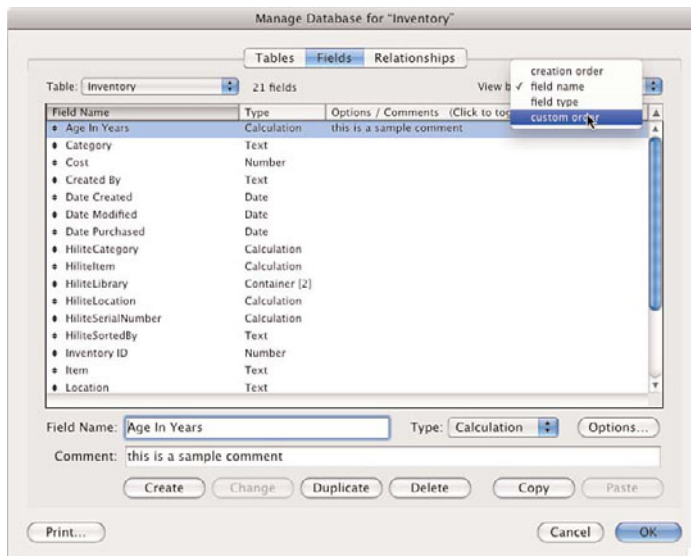 Manage Database for "Inventory"
Tables Fields Relationships
creation order
Table: Inventory 21 fields View b ✓ field name
field type
custom order
Field Name Type Options / Comments (Click to tog
Age In Years Calculation this is a sample comment
Category Text
Cost Number
Created By Text
Date Created Date
Date Modified Date
Date Purchased Date
HiliteCategory Calculation
HiliteItem Calculation
HiliteLibrary Container [2]
HiliteLocation Calculation
HiliteSerialNumber Calculation
HiliteSortedBy Text
Inventory ID Number
Item Text
Location Text
Field Name: Age In Years Type: Calculation Options...
Comment: this is a sample comment
Create Change Duplicate Delete Copy Paste
Print... Cancel OK